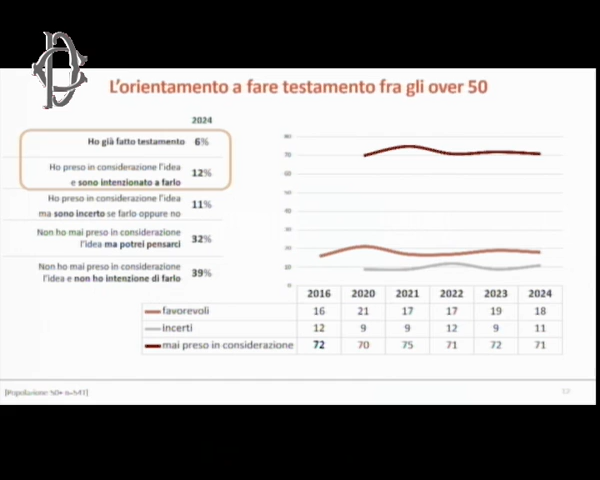 L'orientamento a fare testamento fra gli over 50
2024
Ho già fatto testamento 6%
Ho preso in considerazione l'idea
e sono intenzionato a farlo 12%
Ho preso in considerazione l'idea
ma sono incerto se farlo oppure no 11%
Non ho mai preso in considerazione
l'idea ma potrei pensarci 32%
Non ho mai preso in considerazione
l'idea e non ho intenzione di farlo 39%
80
70
60
50
40
30
20
10
0
2016 2020 2021 2022 2023 2024
favorevoli 16 21 17 17 19 18
incerti 12 9 9 12 9 11
mai preso in considerazione 72 70 75 71 72 71
[Popolazione 50+ n=541]